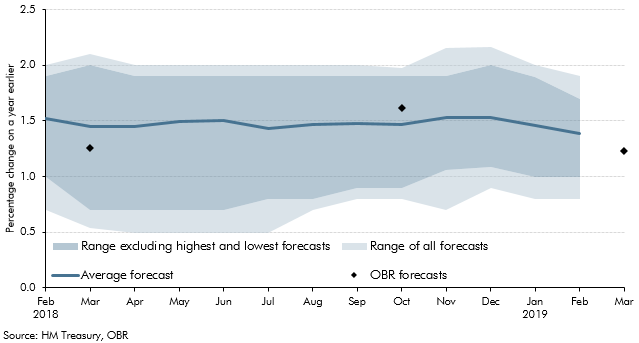 Percentage change on a year earlier
2.5
2.0
1.5
1.0
0.5
0.0
Range excluding highest and lowest forecasts
Range of all forecasts
Average forecast
OBR forecasts
Feb Mar Apr May Jun Jul Aug Sep Oct Nov Dec Jan Feb Mar
2018 2019
Source: HM Treasury, OBR